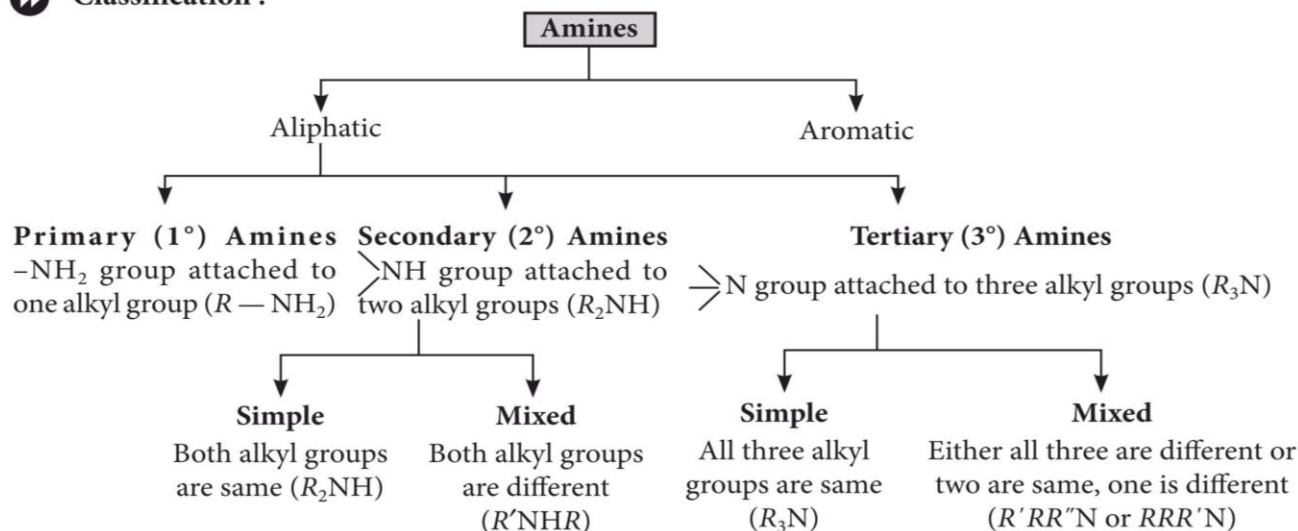 Classification :
Amines
Aliphatic
Aromatic
Primary (1°) Amines
–NH₂ group attached to
one alkyl group (R — NH₂)
Secondary (2°) Amines
NH group attached to
two alkyl groups (R₂NH)
Tertiary (3°) Amines
N group attached to three alkyl groups (R₃N)
Simple
Both alkyl groups
are same (R₂NH)
Mixed
Both alkyl groups
are different
(R′NHR)
Simple
All three alkyl
groups are same
(R₃N)
Mixed
Either all three are different or
two are same, one is different
(R'RR″N or RRR'N)